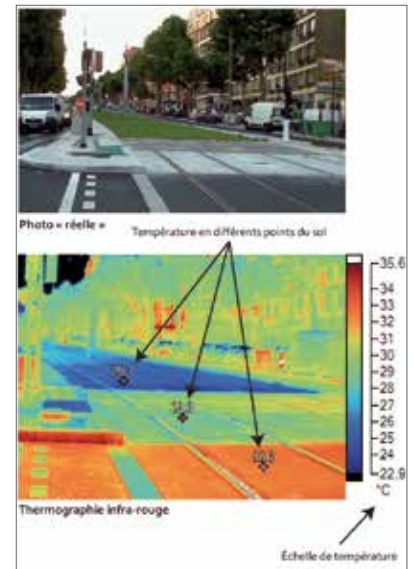 Photo « réelle »
Température en différents points du sol
35.6
34
33
32
31
30
29
28
27
26
25
24
22.9
°C
Thermographie infra-rouge
Échelle de température